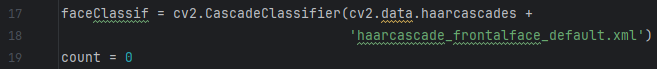 17 faceClassif = cv2.CascadeClassifier(cv2.data.haarcascades +
18 'haarcascade_frontalface_default.xml')
19 count = 0